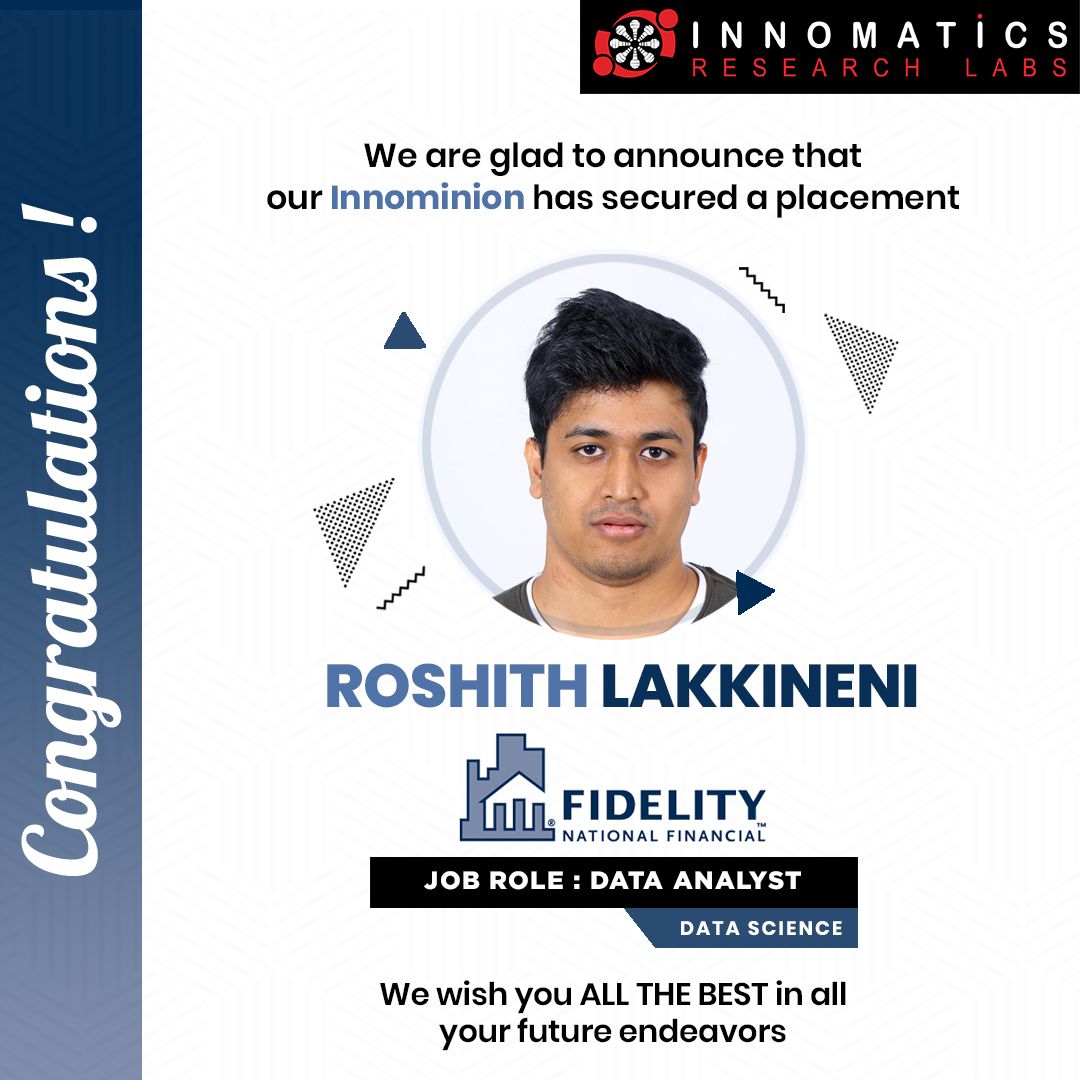 INNOMATICS
RESEARCH LABS
Congratulations !
We are glad to announce that
our Innominion has secured a placement
ROSHITH LAKKINENI
FIDELITY™
NATIONAL FINANCIAL®
JOB ROLE : DATA ANALYST
DATA SCIENCE
We wish you ALL THE BEST in all
your future endeavors